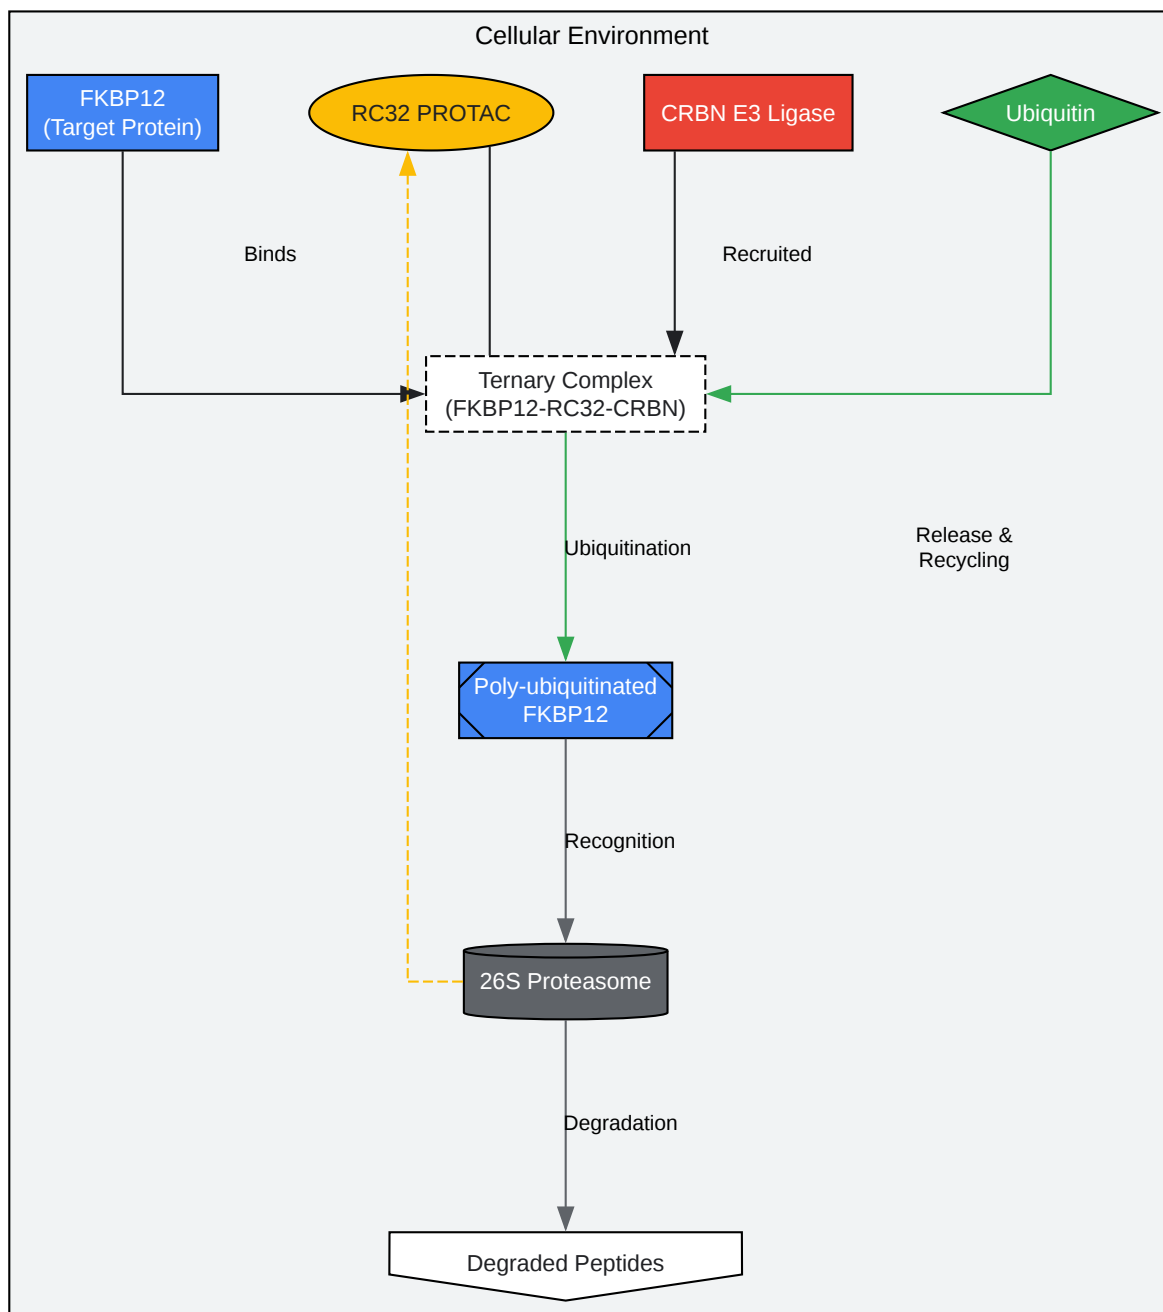 Cellular Environment
FKBP12
(Target Protein)
RC32 PROTAC
CRBN E3 Ligase
Ubiquitin
Binds
Recruited
Ternary Complex
(FKBP12-RC32-CRBN)
Ubiquitination
Release &
Recycling
Poly-ubiquitinated
FKBP12
Recognition
26S Proteasome
Degradation
Degraded Peptides